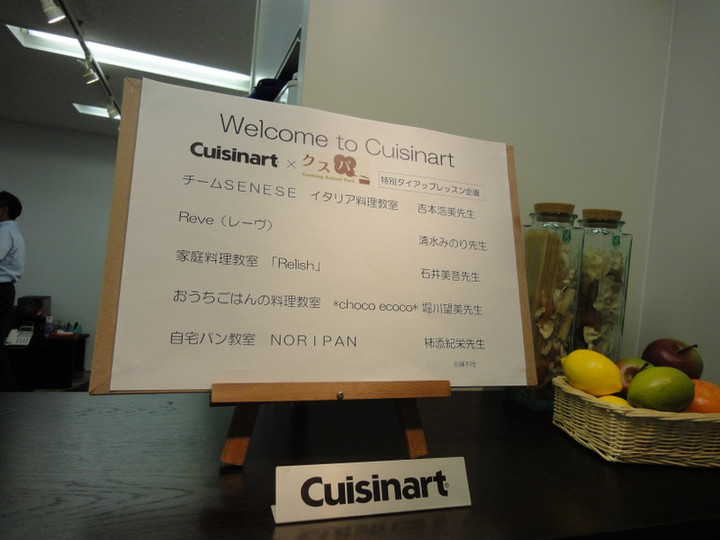 Welcome to Cuisinart
Cuisinart × クスパ
Cooking School Park
特別タイアップレッスン企画
チームSENESE イタリア料理教室 吉本浩美先生
Reve（レーヴ） 清水みのり先生
家庭料理教室 「Relish」 石井美音先生
おうちごはんの料理教室 *choco ecoco* 堀川望美先生
自宅パン教室 NORIPAN 柿添紀栄先生
Cuisinart